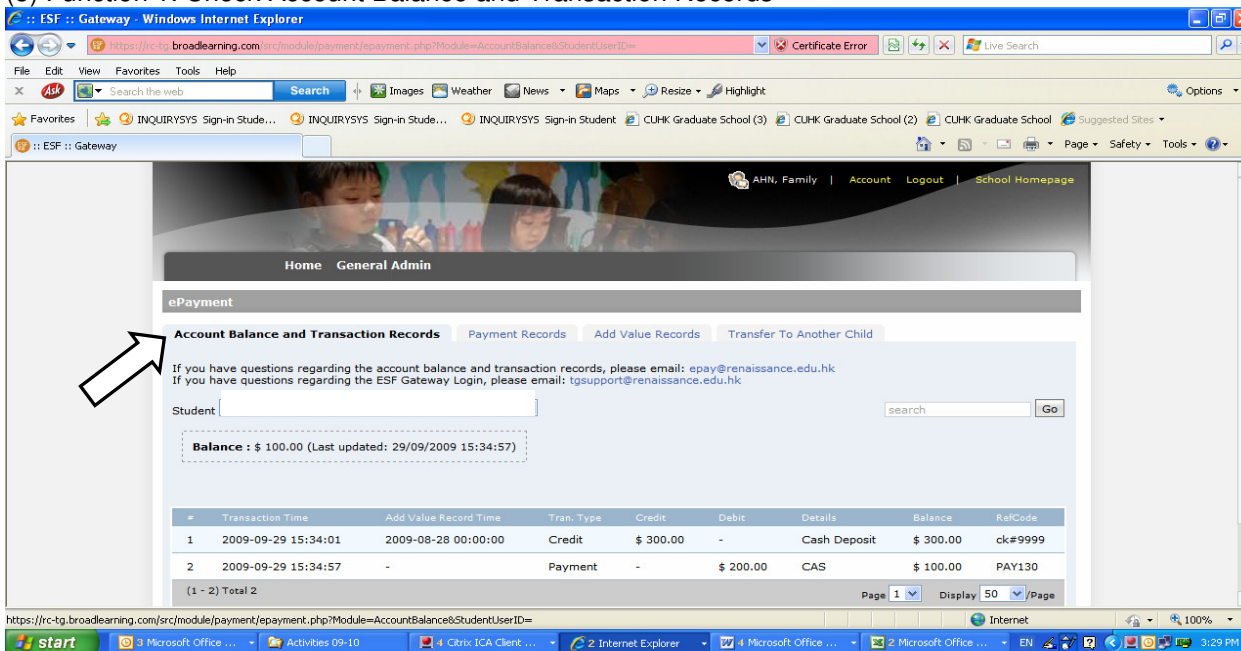 (3) Function 1: Check Account Balance and Transaction Records
:: ESF :: Gateway - Windows Internet Explorer
https://rc-tg.broadlearning.com/src/module/payment/epayment.php?Module=AccountBalance&StudentUserID=
Certificate Error
Live Search
File Edit View Favorites Tools Help
x Ask Search the web Search Images Weather News Maps Resize Highlight Options
Favorites INQUIRYSYS Sign-in Stude... INQUIRYSYS Sign-in Stude... INQUIRYSYS Sign-in Student CUHK Graduate School (3) CUHK Graduate School (2) CUHK Graduate School Suggested Sites
:: ESF :: Gateway Page Safety Tools
AHN, Family | Account Logout | School Homepage
Home General Admin
ePayment
Account Balance and Transaction Records Payment Records Add Value Records Transfer To Another Child
If you have questions regarding the account balance and transaction records, please email: epay@renaissance.edu.hk
If you have questions regarding the ESF Gateway Login, please email: tgsupport@renaissance.edu.hk
Student search Go
Balance : $ 100.00 (Last updated: 29/09/2009 15:34:57)
# Transaction Time Add Value Record Time Tran. Type Credit Debit Details Balance RefCode
1 2009-09-29 15:34:01 2009-08-28 00:00:00 Credit $ 300.00 - Cash Deposit $ 300.00 ck#9999
2 2009-09-29 15:34:57 - Payment - $ 200.00 CAS $ 100.00 PAY130
(1 - 2) Total 2 Page 1 Display 50 /Page
https://rc-tg.broadlearning.com/src/module/payment/epayment.php?Module=AccountBalance&StudentUserID= Internet 100%
start 3 Microsoft Office ... Activities 09-10 4 Citrix ICA Client ... 2 Internet Explorer 4 Microsoft Office ... 2 Microsoft Office ... EN 3:29 PM